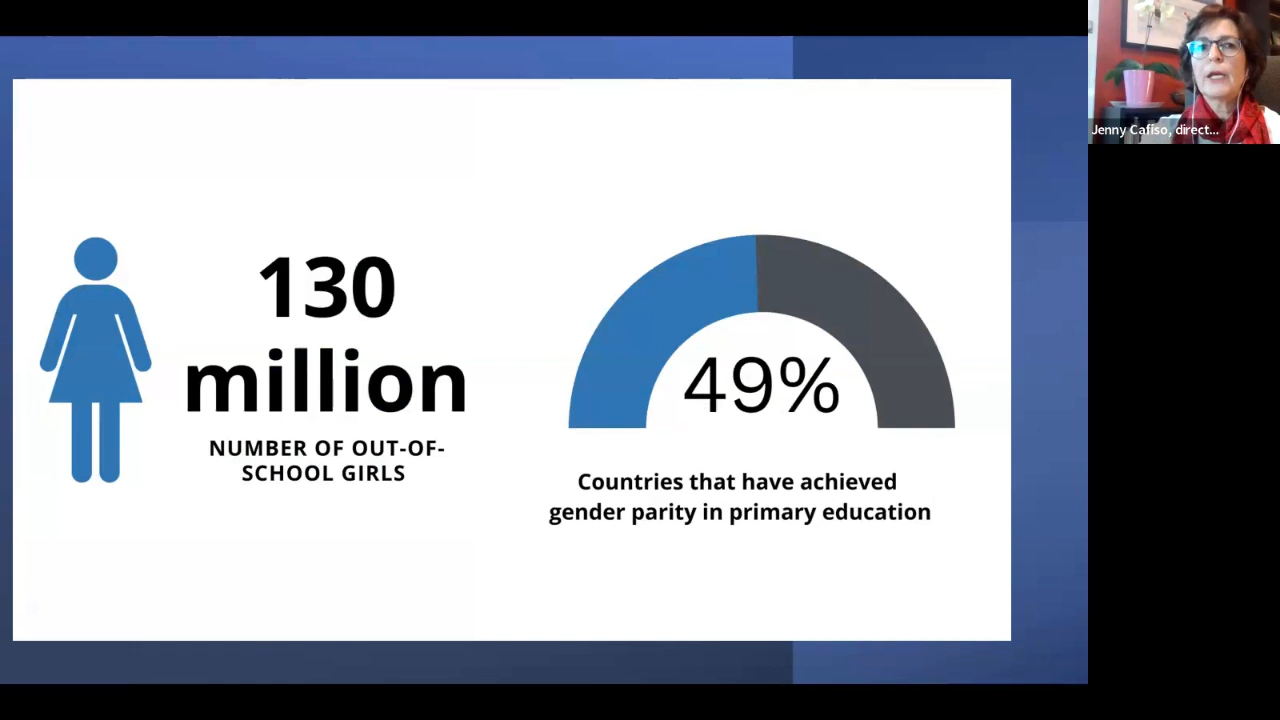 130
million
NUMBER OF OUT-OF-
SCHOOL GIRLS
49%
Countries that have achieved
gender parity in primary education
Jenny Cafiso, direct...